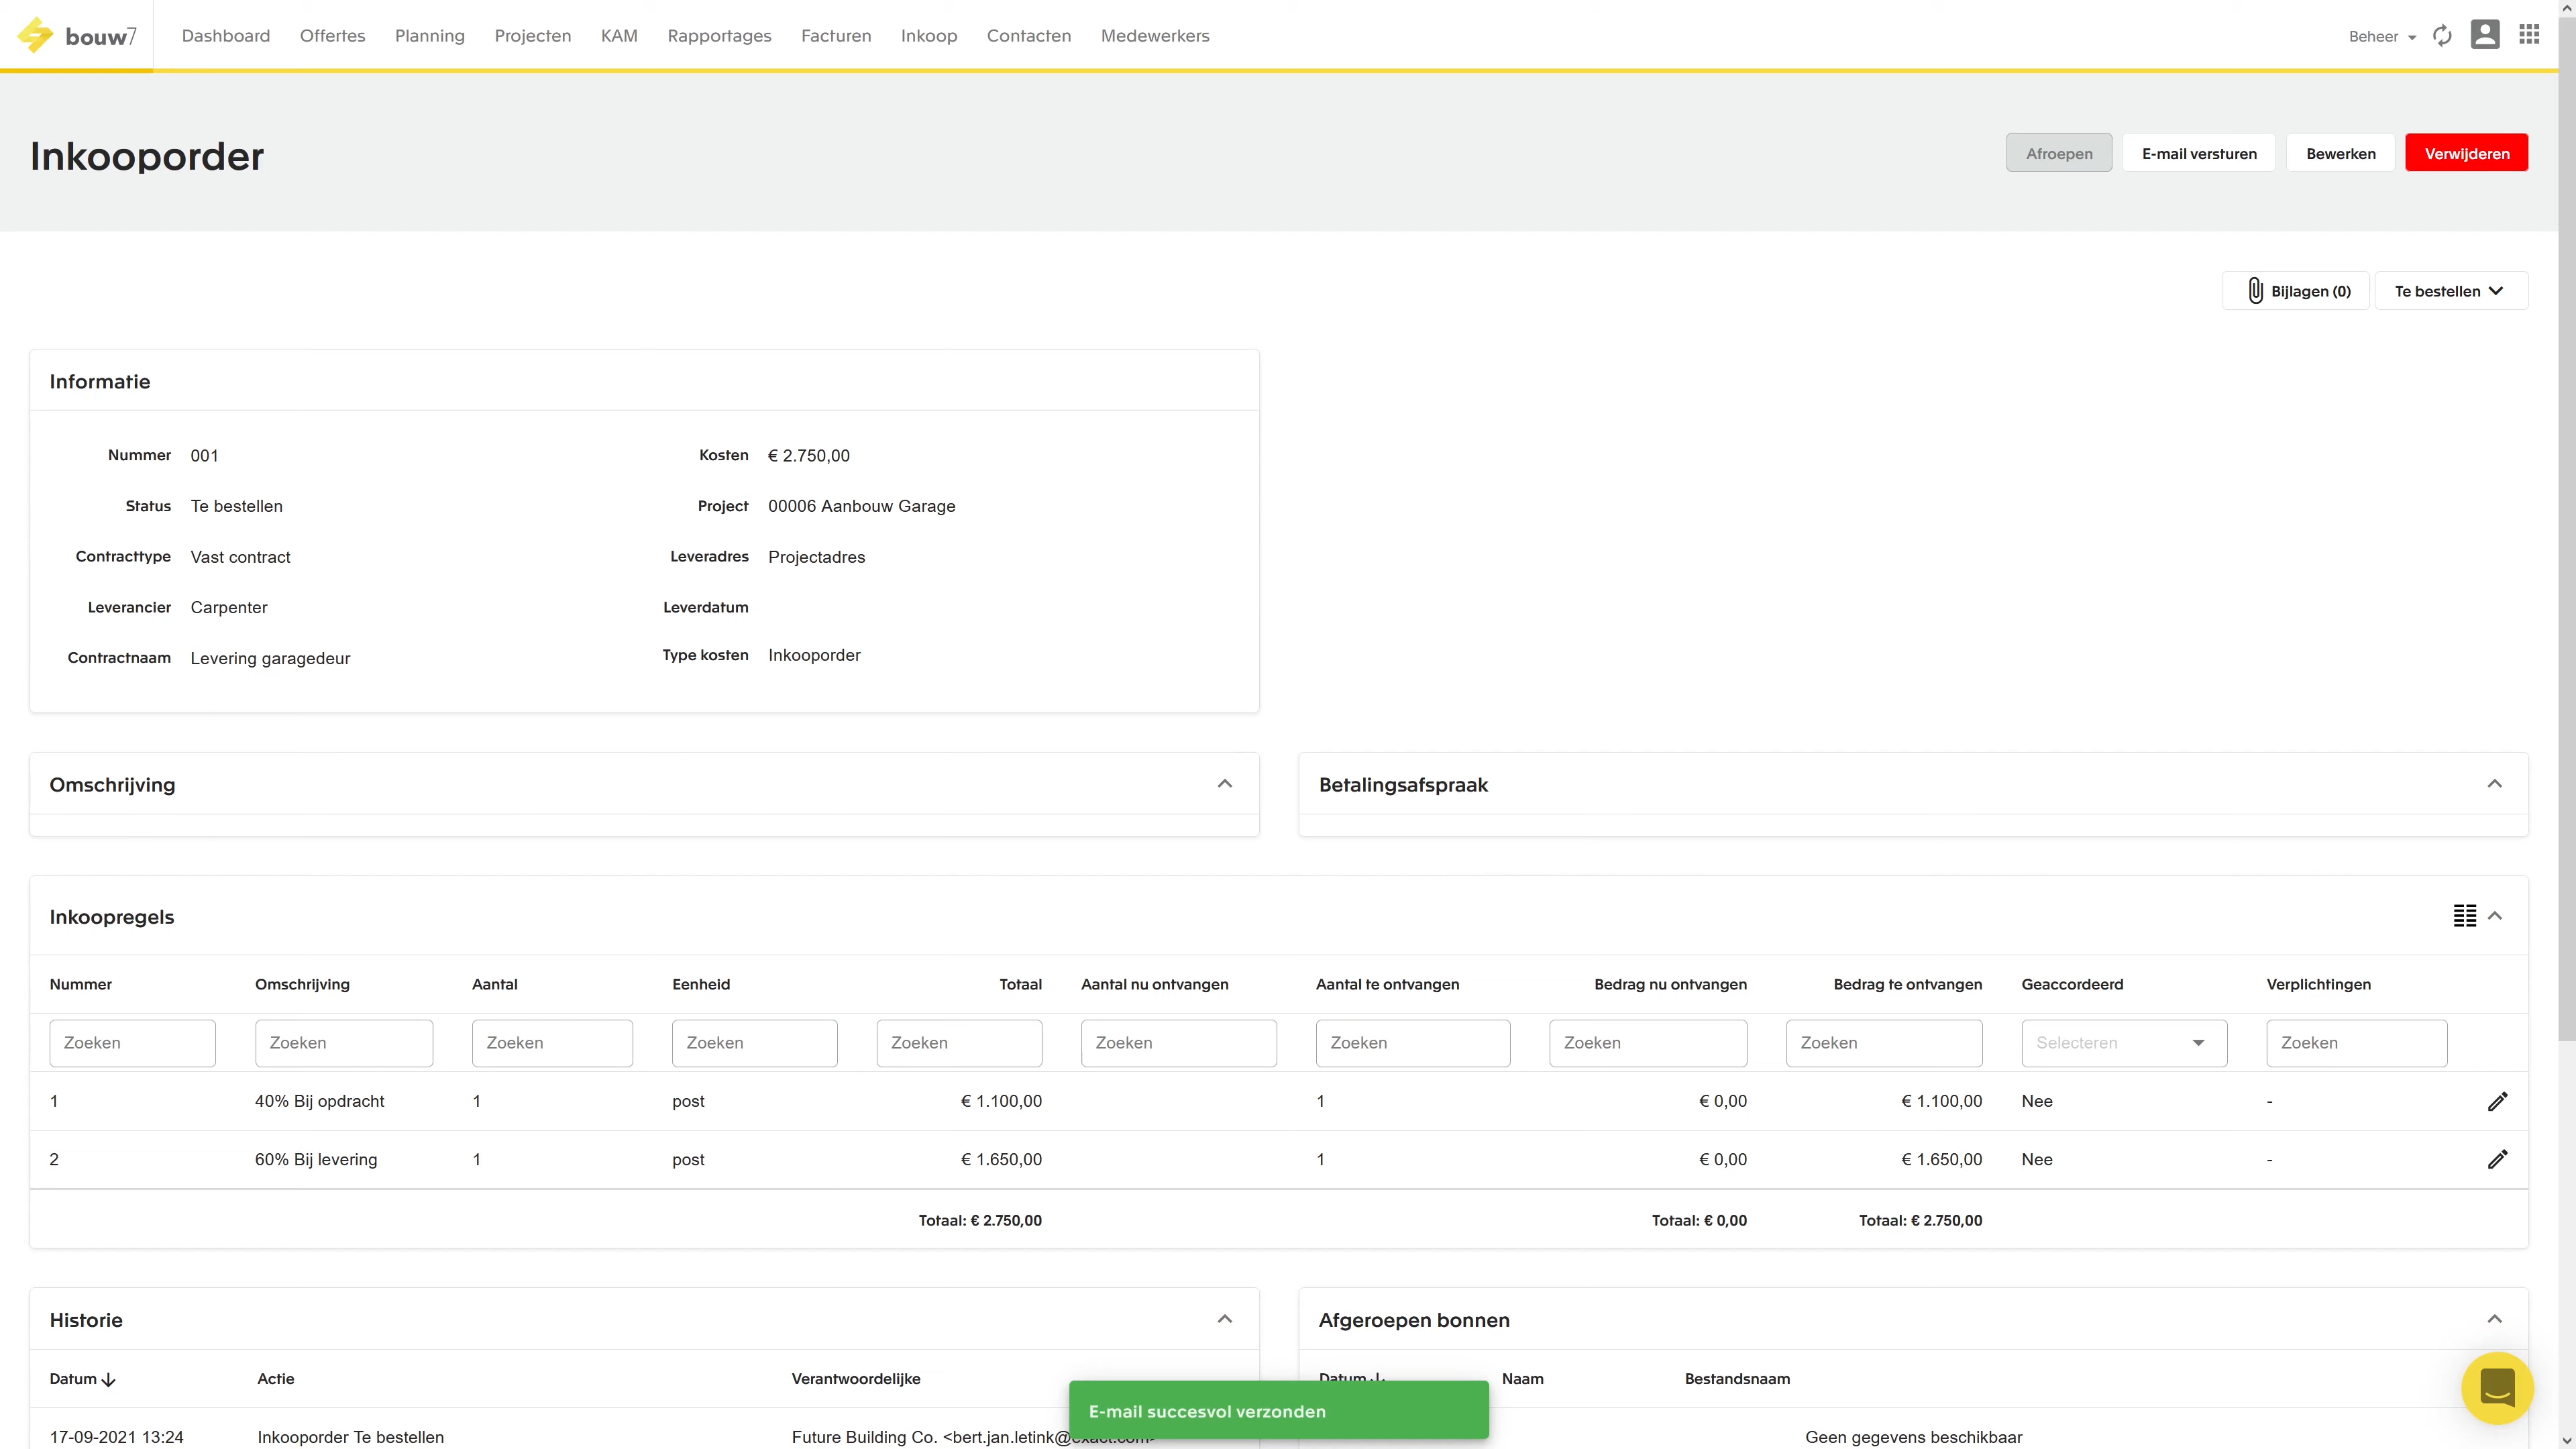 bouw7 Dashboard Offertes Planning Projecten KAM Rapportages Facturen Inkoop Contacten Medewerkers Beheer
Inkooporder Afroepen E-mail versturen Bewerken Verwijderen
Bijlagen (0) Te bestellen
Informatie
Nummer 001 Kosten € 2.750,00
Status Te bestellen Project 00006 Aanbouw Garage
Contracttype Vast contract Leveradres Projectadres
Leverancier Carpenter Leverdatum
Contractnaam Levering garagedeur Type kosten Inkooporder
Omschrijving Betalingsafspraak
Inkoopregels
Nummer Omschrijving Aantal Eenheid Totaal Aantal nu ontvangen Aantal te ontvangen Bedrag nu ontvangen Bedrag te ontvangen Geaccordeerd Verplichtingen
Zoeken Zoeken Zoeken Zoeken Zoeken Zoeken Zoeken Zoeken Zoeken Selecteren Zoeken
1 40% Bij opdracht 1 post € 1.100,00 1 € 0,00 € 1.100,00 Nee -
2 60% Bij levering 1 post € 1.650,00 1 € 0,00 € 1.650,00 Nee -
Totaal: € 2.750,00 Totaal: € 0,00 Totaal: € 2.750,00
Historie Afgeroepen bonnen
Datum Actie Verantwoordelijke Datum Naam Bestandsnaam
E-mail succesvol verzonden
17-09-2021 13:24 Inkooporder Te bestellen Future Building Co. <bert.jan.letink@exact.com> Geen gegevens beschikbaar